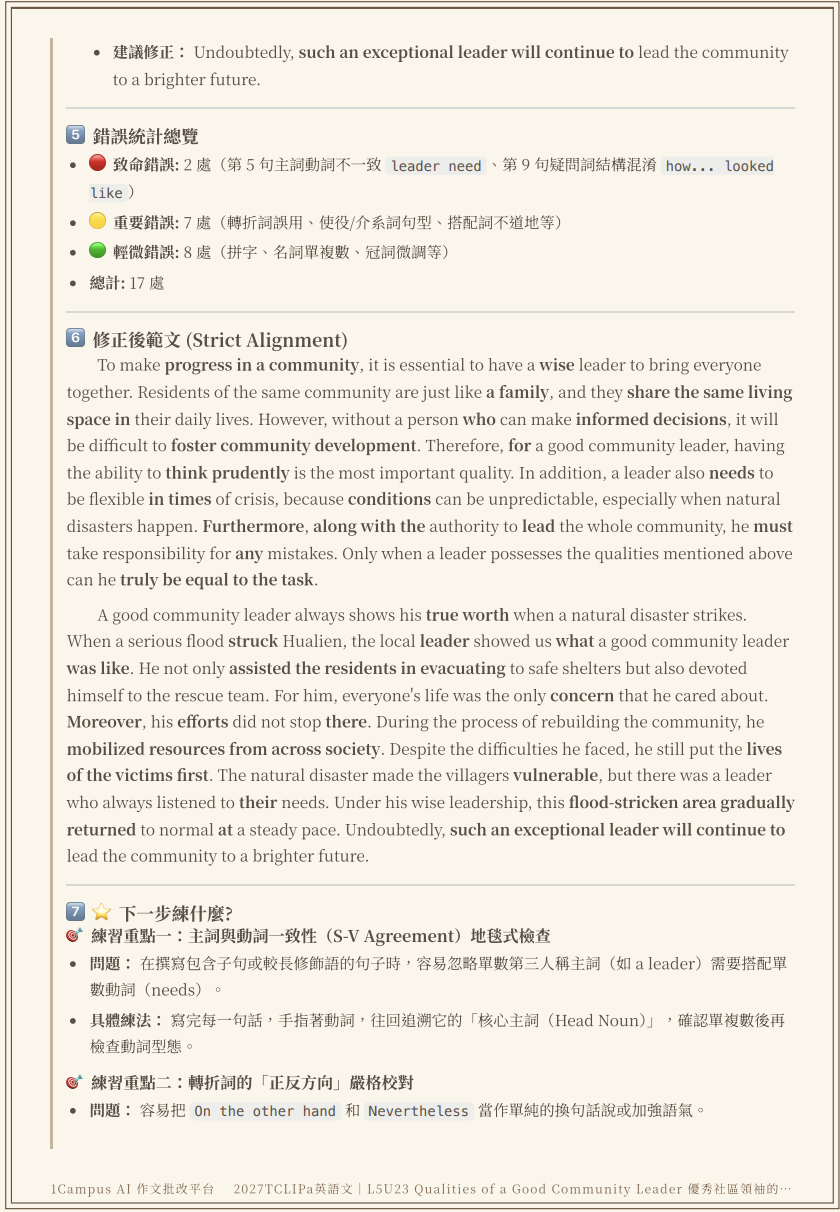 建議修正： Undoubtedly, such an exceptional leader will continue to lead the community
to a brighter future.
5 錯誤統計總覽
🔴 致命錯誤: 2 處（第 5 句主詞動詞不一致 leader need 、第 9 句疑問詞結構混淆 how... looked
like ）
🟡 重要錯誤: 7 處（轉折詞誤用、使役/介系詞句型、搭配詞不道地等）
🟢 輕微錯誤: 8 處（拼字、名詞單複數、冠詞微調等）
總計: 17 處
6 修正後範文 (Strict Alignment)
To make progress in a community, it is essential to have a wise leader to bring everyone
together. Residents of the same community are just like a family, and they share the same living
space in their daily lives. However, without a person who can make informed decisions, it will
be difficult to foster community development. Therefore, for a good community leader, having
the ability to think prudently is the most important quality. In addition, a leader also needs to
be flexible in times of crisis, because conditions can be unpredictable, especially when natural
disasters happen. Furthermore, along with the authority to lead the whole community, he must
take responsibility for any mistakes. Only when a leader possesses the qualities mentioned above
can he truly be equal to the task.
A good community leader always shows his true worth when a natural disaster strikes.
When a serious flood struck Hualien, the local leader showed us what a good community leader
was like. He not only assisted the residents in evacuating to safe shelters but also devoted
himself to the rescue team. For him, everyone's life was the only concern that he cared about.
Moreover, his efforts did not stop there. During the process of rebuilding the community, he
mobilized resources from across society. Despite the difficulties he faced, he still put the lives
of the victims first. The natural disaster made the villagers vulnerable, but there was a leader
who always listened to their needs. Under his wise leadership, this flood-stricken area gradually
returned to normal at a steady pace. Undoubtedly, such an exceptional leader will continue to
lead the community to a brighter future.
7 ⭐ 下一步練什麼?
🎯 練習重點一：主詞與動詞一致性（S-V Agreement）地毯式檢查
問題： 在撰寫包含子句或較長修飾語的句子時，容易忽略單數第三人稱主詞（如 a leader）需要搭配單
數動詞（needs）。
具體練法： 寫完每一句話，手指著動詞，往回追溯它的「核心主詞（Head Noun）」，確認單複數後再
檢查動詞型態。
🎯 練習重點二：轉折詞的「正反方向」嚴格校對
問題： 容易把 On the other hand 和 Nevertheless 當作單純的換句話說或加強語氣。
1Campus AI 作文批改平台 2027TCLIPa英語文｜L5U23 Qualities of a Good Community Leader 優秀社區領袖的⋯